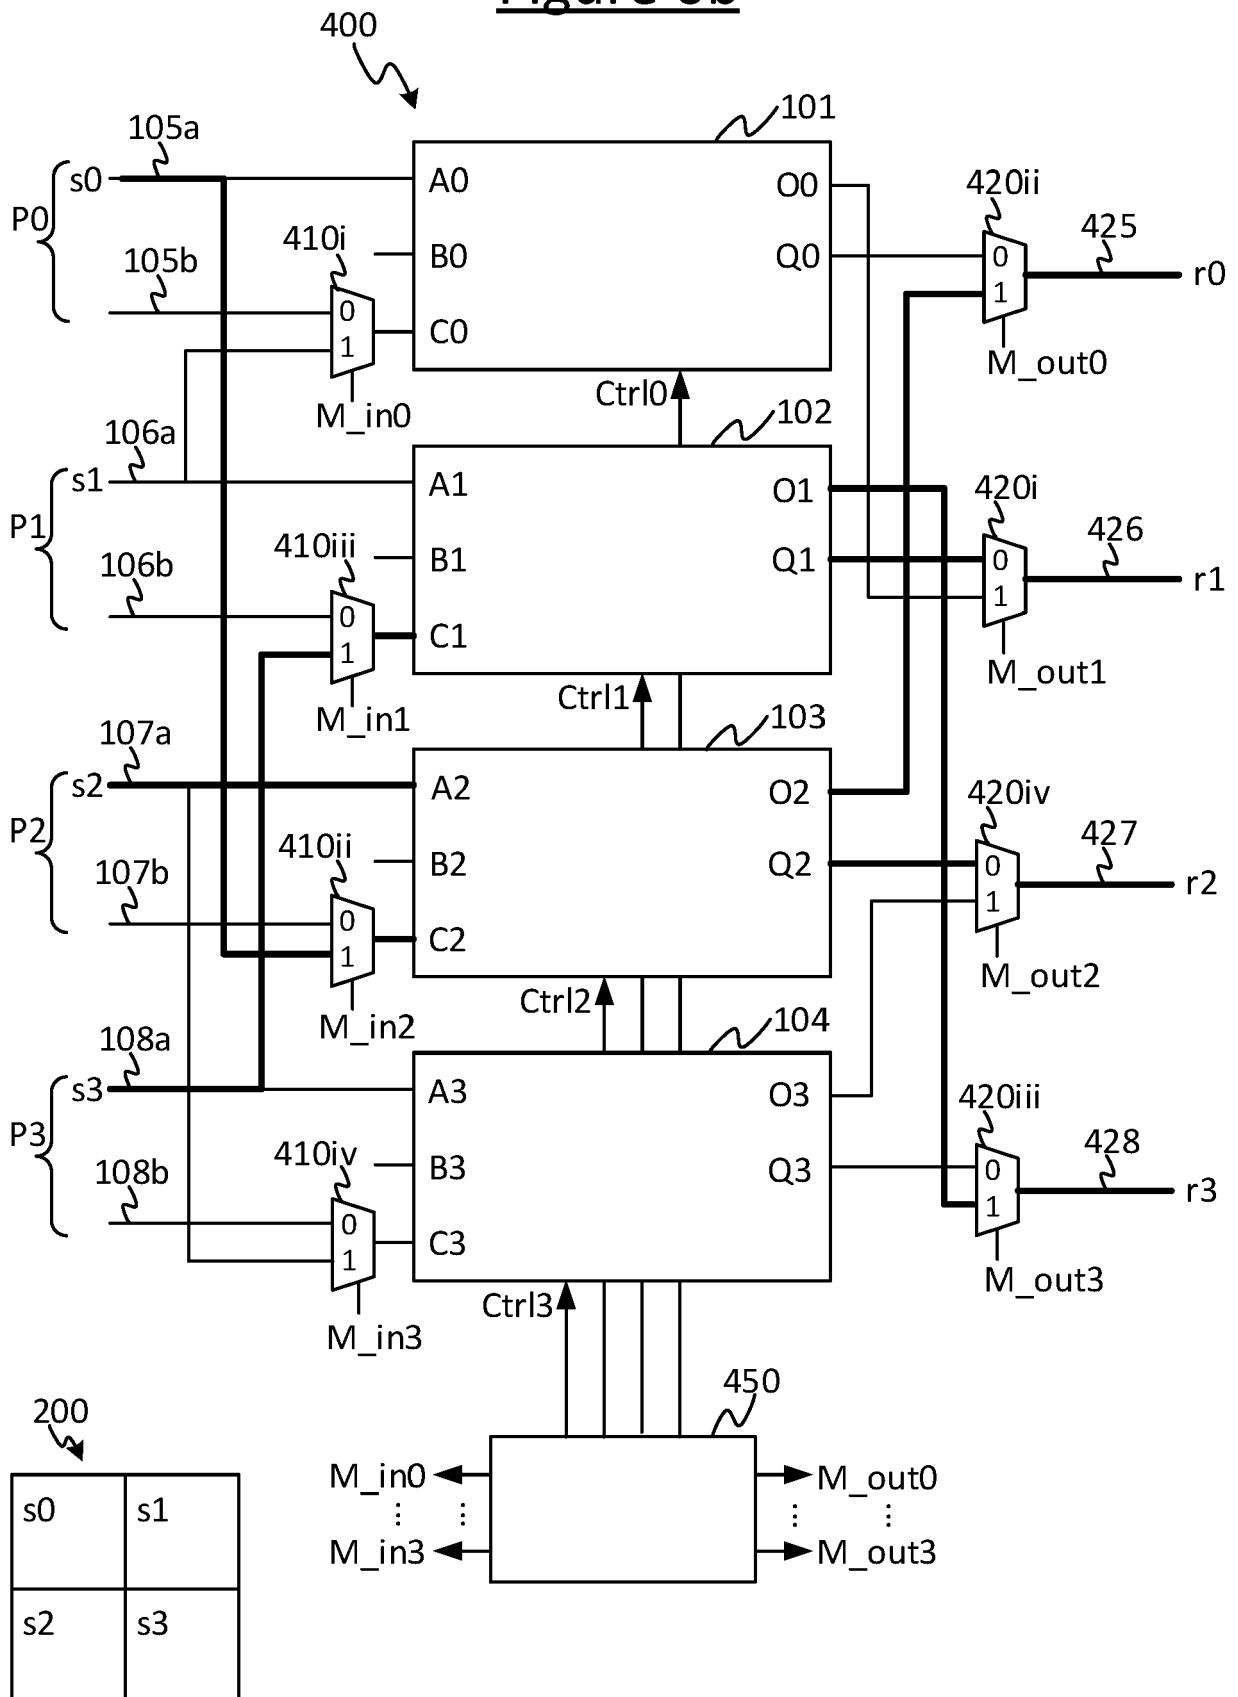 400
101
105a
s0
A0
O0
420ii
P0
410i
425
105b
B0
Q0
0
r0
0
1
1
C0
M_out0
Ctrl0
M_in0
102
106a
s1
A1
O1
420i
P1
410iii
426
106b
B1
Q1
0
r1
0
1
1
C1
M_out1
Ctrl1
M_in1
103
107a
s2
A2
O2
420iv
P2
410ii
427
107b
B2
Q2
0
r2
0
1
1
C2
M_out2
Ctrl2
M_in2
104
108a
s3
A3
O3
420iii
P3
410iv
428
108b
B3
Q3
0
r3
0
1
1
C3
M_out3
Ctrl3
M_in3
450
200
M_in0
M_out0
s0
s1
M_in3
M_out3
s2
s3